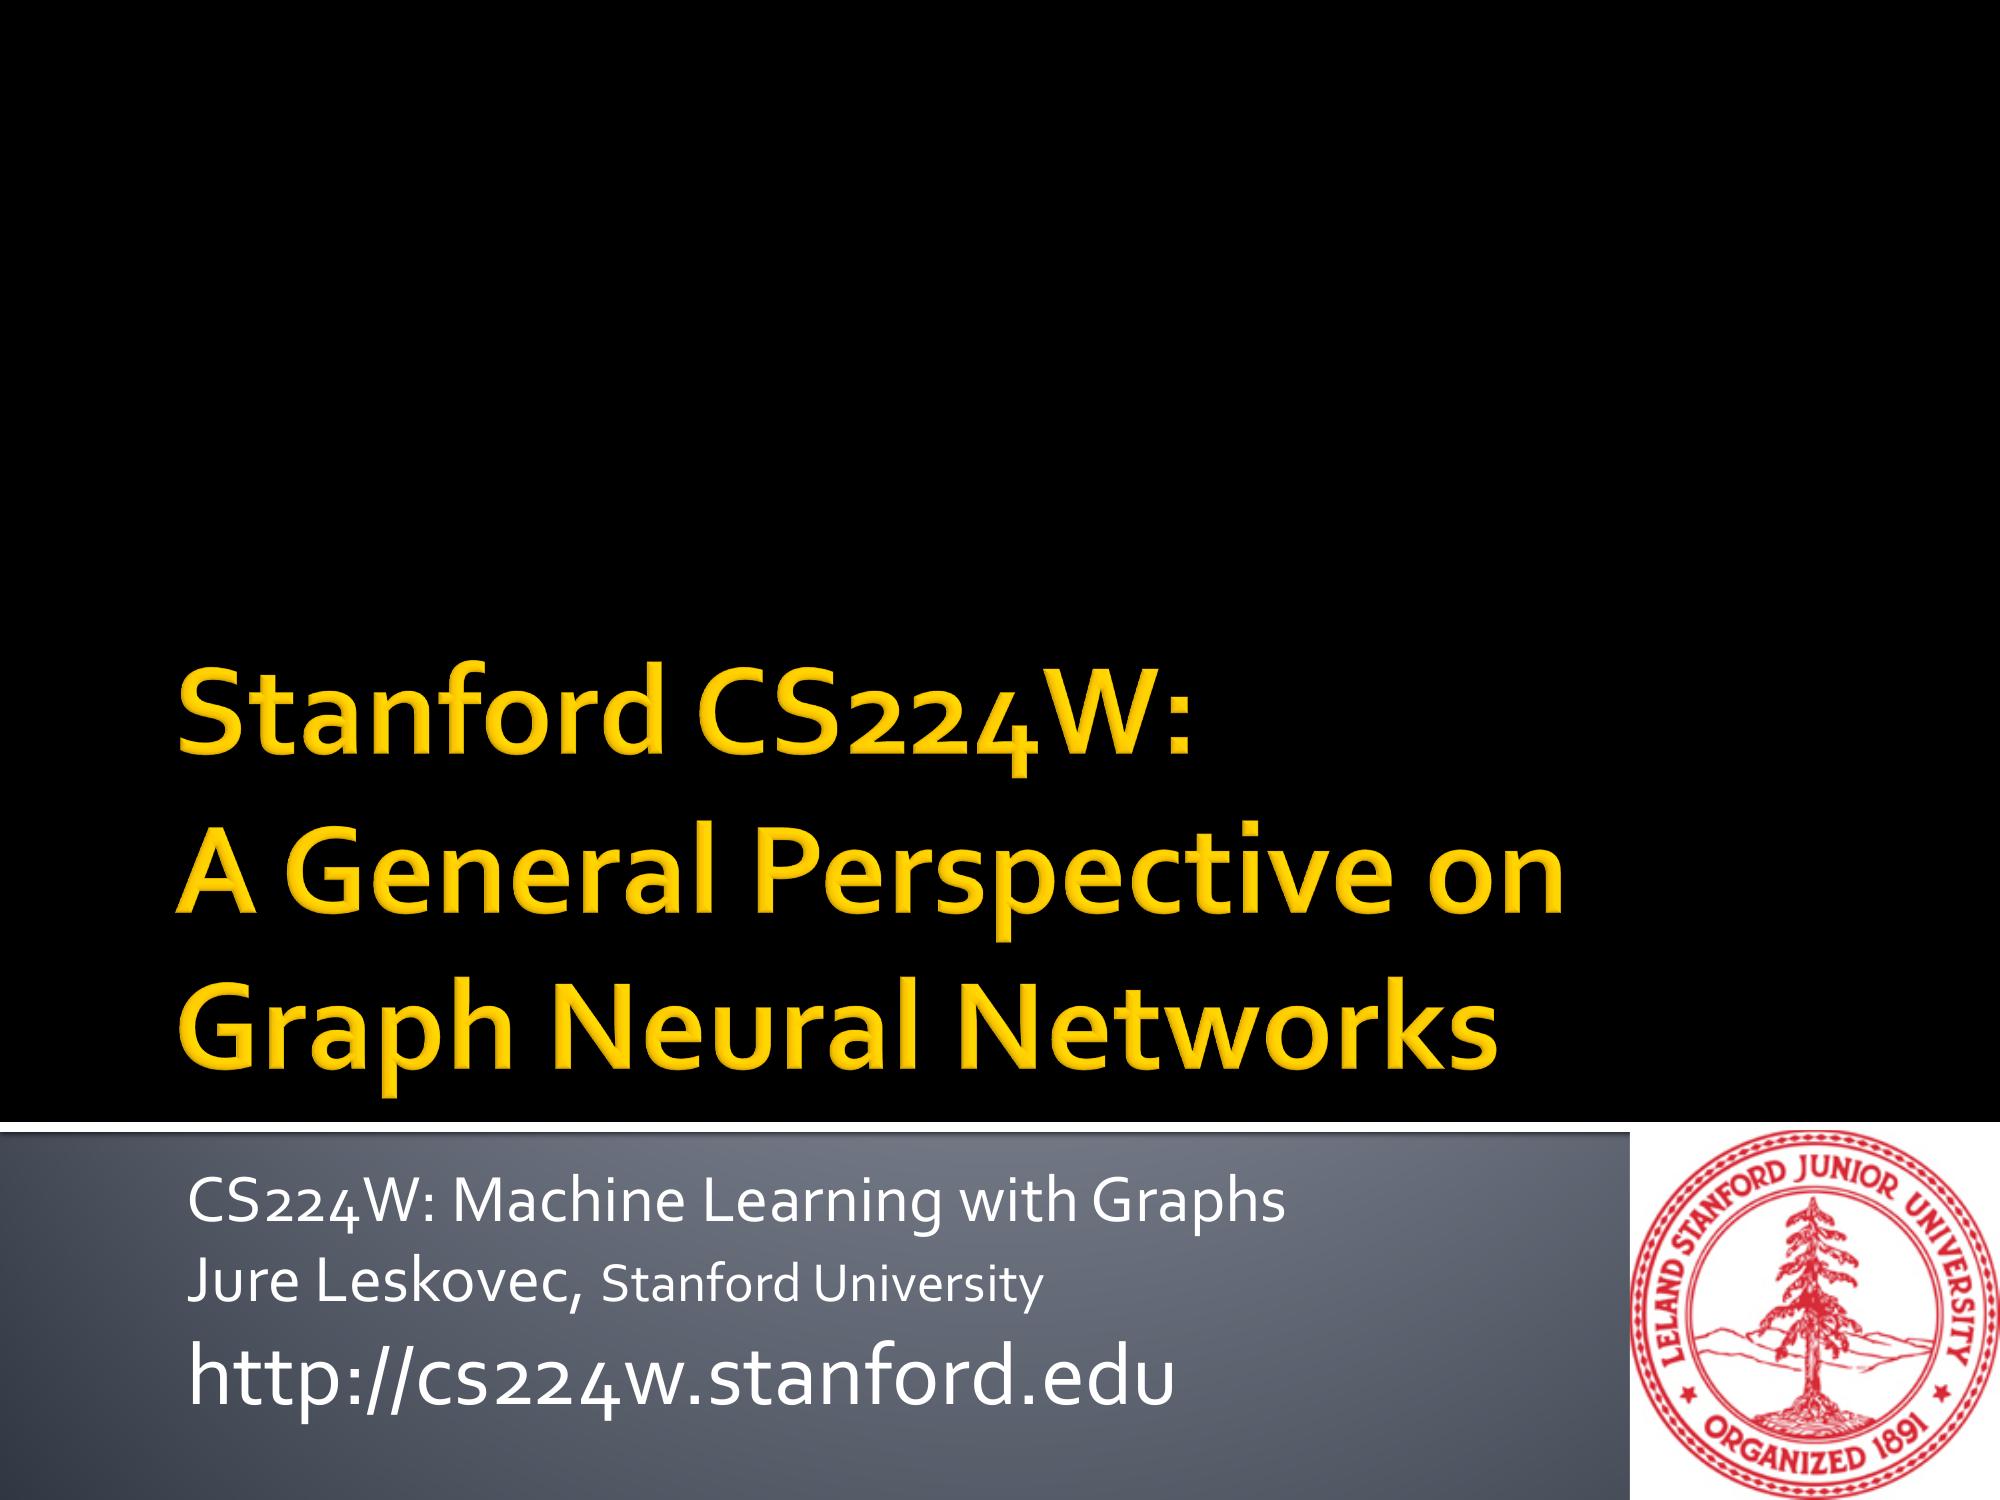 Stanford CS224W:
A General Perspective on
Graph Neural Networks
CS224W: Machine Learning with Graphs
Jure Leskovec, Stanford University
http://cs224w.stanford.edu
LELAND STANFORD JUNIOR UNIVERSITY
ORGANIZED 1891